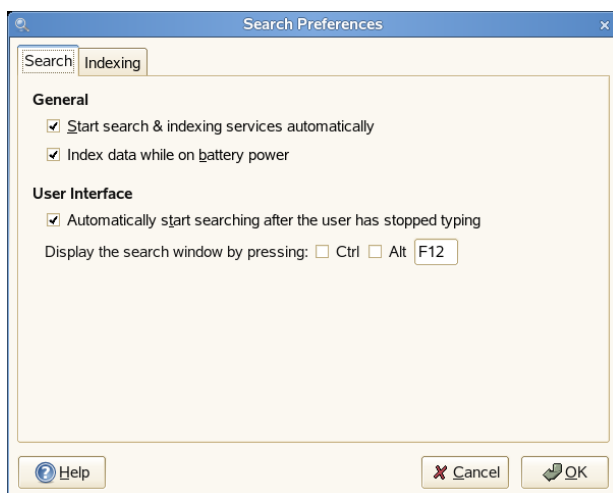 Search Preferences
Search Indexing
General
Start search & indexing services automatically
Index data while on battery power
User Interface
Automatically start searching after the user has stopped typing
Display the search window by pressing: Ctrl Alt F12
Help Cancel OK